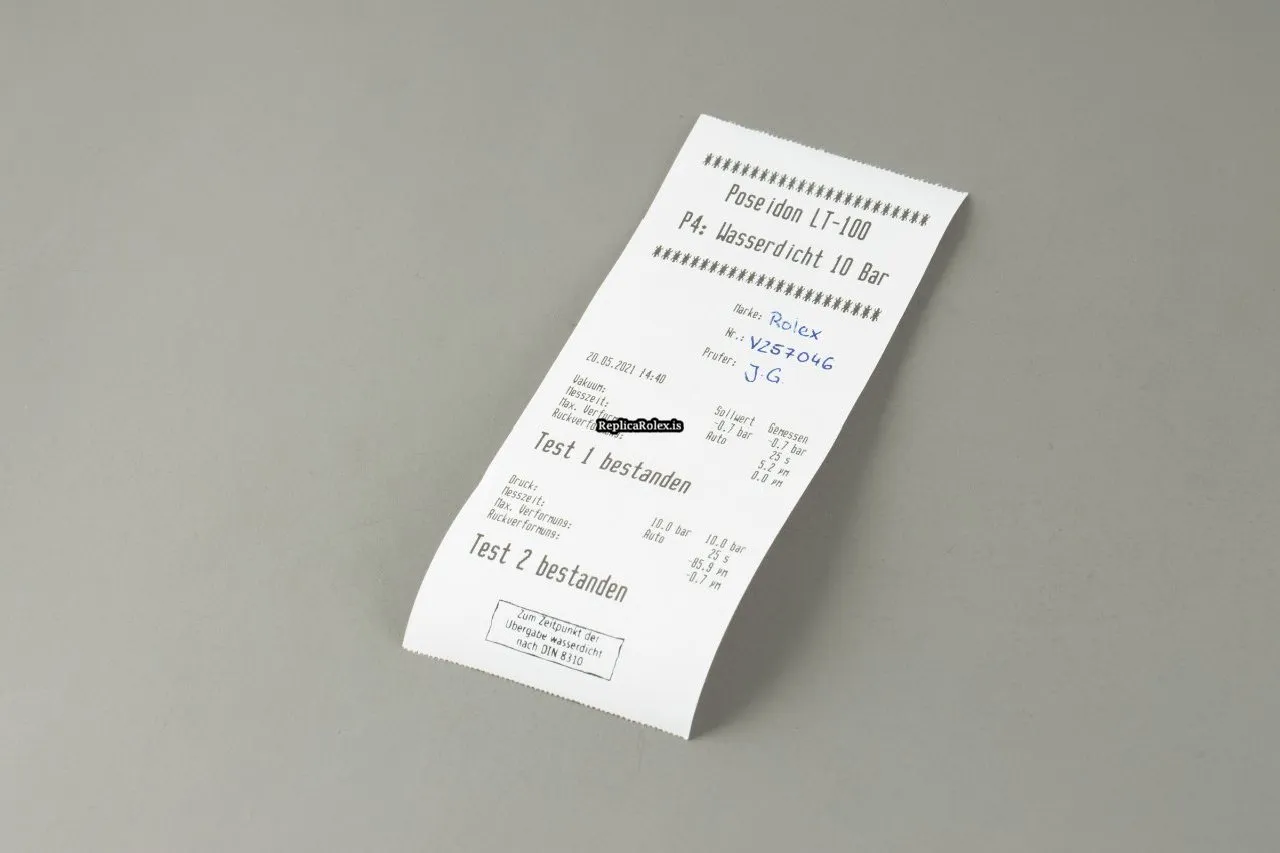 ************************
Poseidon LT-100
P4: Wasserdicht 10 Bar
************************
Marke: Rolex
Nr.: V257046
Prufer: J.G.
20.05.2021 14:40
Sollwert Gemessen
Vakuum: -0.7 bar -0.7 bar
Messzeit: Auto 25 s
Max. 5.2 µm
0.0 µm
ReplicaRolex.is
Test 1 bestanden
Druck: 10.0 bar 10.0 bar
Messzeit: Auto 25 s
Max. Verformung: -85.9 µm
Ruckverformung: -0.7 µm
Test 2 bestanden
Zum Zeitpunkt der
Übergabe wasserdicht
nach DIN 8310